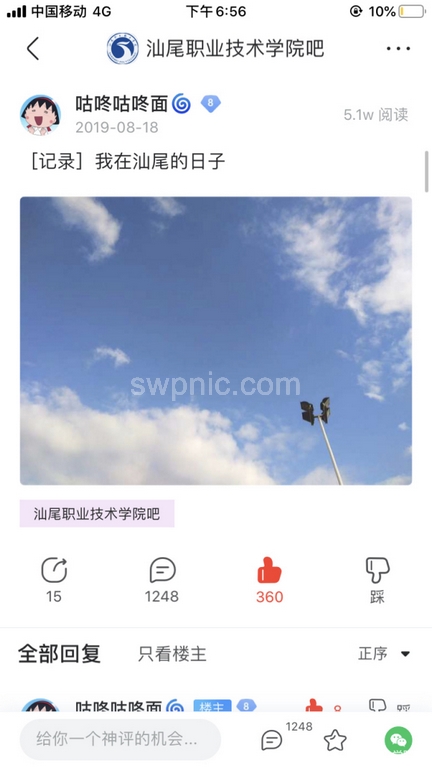 中国移动 4G 下午6:56 10%
汕尾职业技术学院吧
咕咚咕咚面 8
2019-08-18 5.1w 阅读
［记录］我在汕尾的日子
swpnic.com
汕尾职业技术学院吧
15 1248 360 踩
全部回复 只看楼主 正序
咕咚咕咚面 楼主 8 8 踩
给你一个神评的机会... 1248